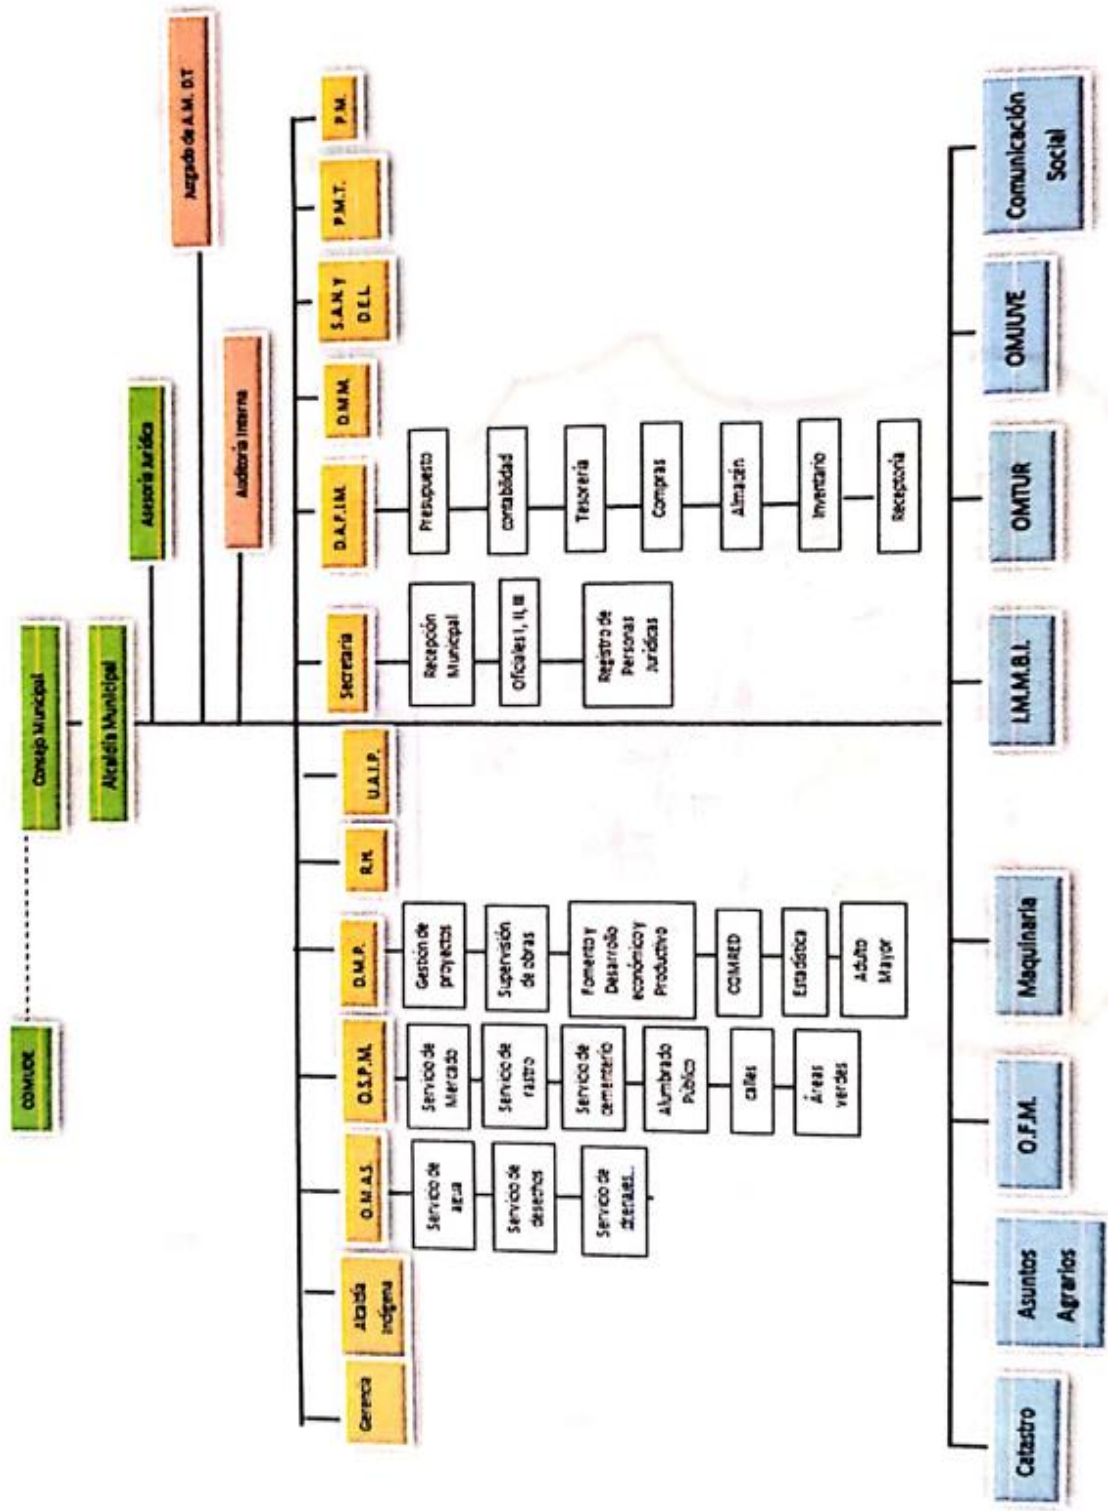 COMUDE
Consep Municipal
Alcaldía Municipal
Asesoría Jurídica
Juzgado de A.M. D.T
Auditoría Interna
Gerencia
Alcaldía
Indígena
O.M.A.S.
O.S.P.M.
D.M.P.
R.H.
U.A.I.P.
Secretaría
D.A.F.I.M.
D.M.M.
S.A.N. Y
D.E.L.
P.M.T.
P.M.
Servicio de
agua
Servicio de
desechos
Servicio de
drenajes..
Servicio de
Mercado
Servicio de
rastro
Servicio de
cementerio
Alumbrado
Público
calles
Áreas
verdes
Gestión de
proyectos
Supervisión
de obras
Fomento y
Desarrollo
económico y
Productivo
COMRED
Estadística
Adulto
Mayor
Recepción
Municipal
Oficiales I, II, III
Registro de
Personas
Jurídicas
Presupuesto
contabilidad
Tesorería
Compras
Almacén
Inventario
Receptoría
Catastro
Asuntos
Agrarios
O.F.M.
Maquinaria
I.M.M.B.I.
OMTUR
OMJUVE
Comunicación
Social